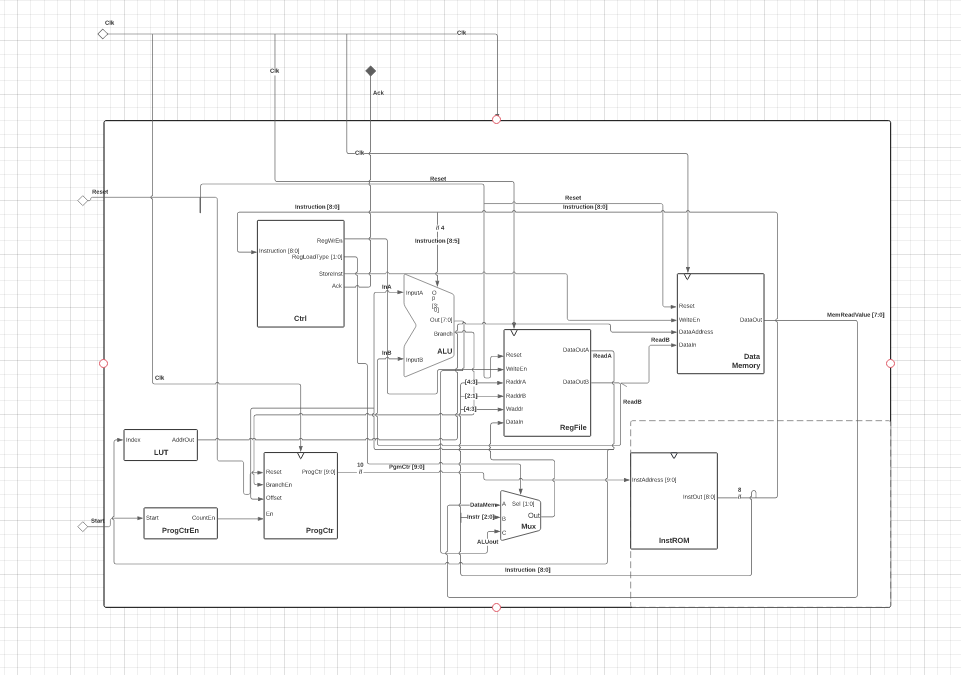 Clk
Clk
Clk
Ack
Clk
Reset
Reset
Reset
Instruction [8:0]
Instruction [8:0]
// 4
Instruction [8:5]
RegWrEn
Instruction [8:0]
RegLoadType [1:0]
StoreInst
Ack
Ctrl
InA
InputA
O
p
[3:
0]
Out [7:0]
Branch
ALU
InB
InputB
Reset
WriteEn
DataAddress
DataIn
DataOut
Data
Memory
MemReadValue [7:0]
ReadB
Reset
WriteEn
RaddrA
RaddrB
Waddr
DataIn
DataOutA
DataOutB
RegFile
ReadA
ReadB
[4:3]
[2:1]
[4:3]
Clk
Index
AddrOut
LUT
Reset
BranchEn
Offset
En
ProgCtr [9:0]
ProgCtr
10
//
PgmCtr [9:0]
Start
Start
CountEn
ProgCtrEn
DataMem
Instr [2:0]
ALUout
A
B
C
Sel [1:0]
Out
Mux
InstAddress [9:0]
InstOut [8:0]
InstROM
8
//
Instruction [8:0]